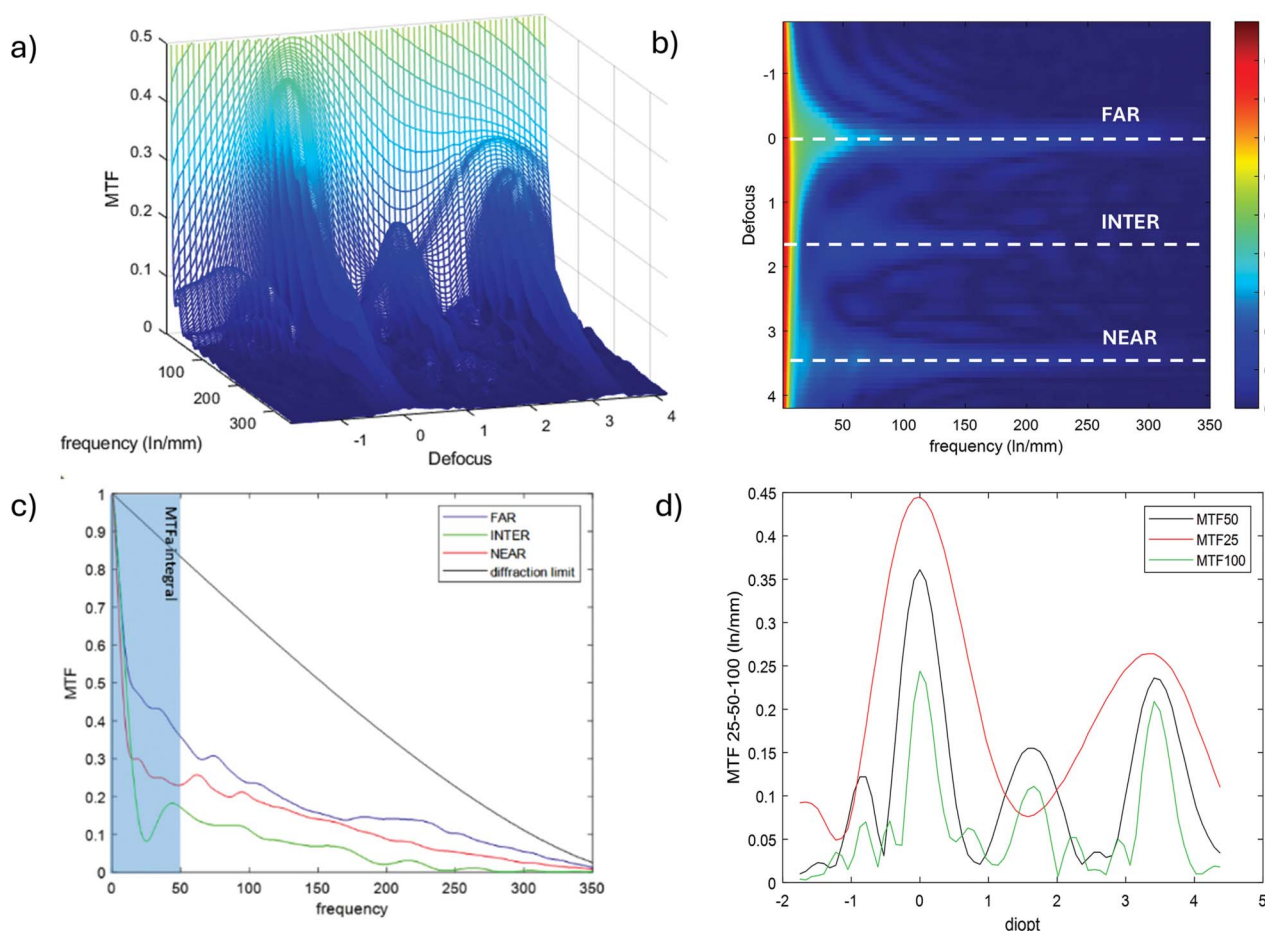 a)
0.5
0.4
0.3
0.2
0.1
0
MTF
100
200
300
frequency (ln/mm)
-1
0
1
2
3
4
Defocus
b)
-1
0
1
2
3
4
Defocus
FAR
INTER
NEAR
50
100
150
200
250
300
350
frequency (ln/mm)
c)
1
0.9
0.8
0.7
0.6
0.5
0.4
0.3
0.2
0.1
0
MTF
MTFa integral
FAR
INTER
NEAR
diffraction limit
0
50
100
150
200
250
300
350
frequency
d)
0.45
0.4
0.35
0.3
0.25
0.2
0.15
0.1
0.05
0
MTF 25-50-100 (ln/mm)
MTF50
MTF25
MTF100
-2
-1
0
1
2
3
4
5
diopt